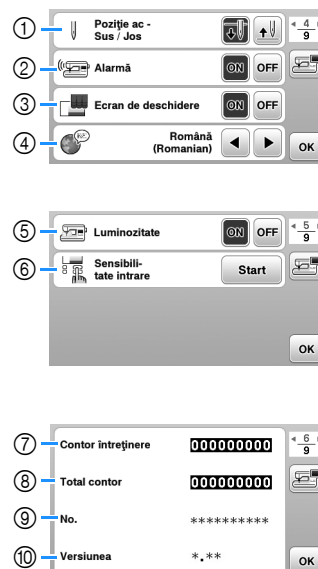 ① Poziţie ac -
Sus / Jos
4
9
② Alarmă ON OFF
③ Ecran de deschidere ON OFF
④ Română
(Romanian)
OK
⑤ Luminozitate ON OFF
5
9
⑥ Sensibili-
tate intrare Start
OK
⑦ Contor întreţinere 000000000
6
9
⑧ Total contor 000000000
⑨ No. **********
⑩ Versiunea *.**
OK